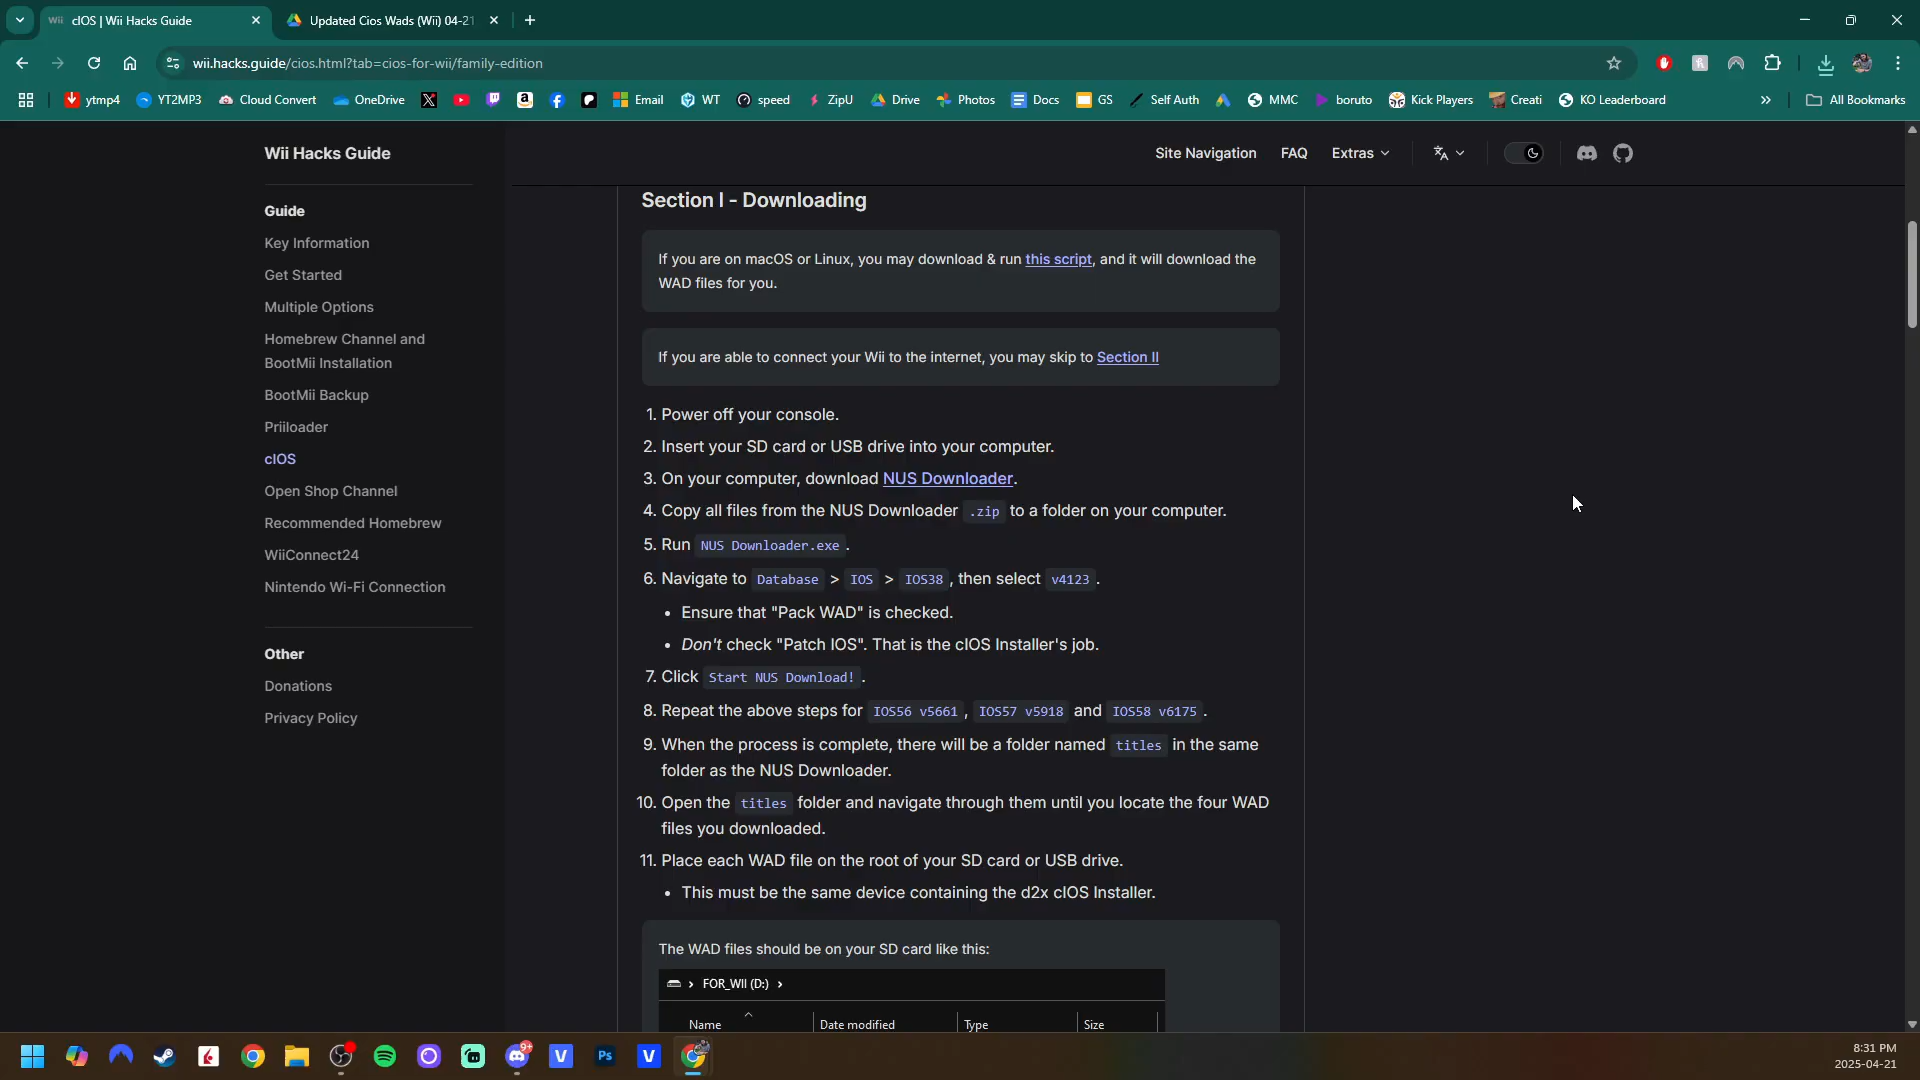 Wii cIOS | Wii Hacks Guide
Updated Cios Wads (Wii) 04-21
wii.hacks.guide/cios.html?tab=cios-for-wii/family-edition
ytmp4 YT2MP3 Cloud Convert OneDrive Email WT speed ZipU Drive Photos Docs GS Self Auth MMC boruto Kick Players Creati KO Leaderboard All Bookmarks
Wii Hacks Guide
Site Navigation FAQ Extras
Guide
Key Information
Get Started
Multiple Options
Homebrew Channel and
BootMii Installation
BootMii Backup
Priiloader
cIOS
Open Shop Channel
Recommended Homebrew
WiiConnect24
Nintendo Wi-Fi Connection
Other
Donations
Privacy Policy
Section I - Downloading
If you are on macOS or Linux, you may download & run this script, and it will download the
WAD files for you.
If you are able to connect your Wii to the internet, you may skip to Section II
1. Power off your console.
2. Insert your SD card or USB drive into your computer.
3. On your computer, download NUS Downloader.
4. Copy all files from the NUS Downloader .zip to a folder on your computer.
5. Run NUS Downloader.exe.
6. Navigate to Database > IOS > IOS38, then select v4123.
• Ensure that "Pack WAD" is checked.
• Don't check "Patch IOS". That is the cIOS Installer's job.
7. Click Start NUS Download!.
8. Repeat the above steps for IOS56 v5661, IOS57 v5918 and IOS58 v6175.
9. When the process is complete, there will be a folder named titles in the same
folder as the NUS Downloader.
10. Open the titles folder and navigate through them until you locate the four WAD
files you downloaded.
11. Place each WAD file on the root of your SD card or USB drive.
• This must be the same device containing the d2x cIOS Installer.
The WAD files should be on your SD card like this:
FOR_WII (D:)
Name Date modified Type Size
9+
Ps
8:31 PM
2025-04-21